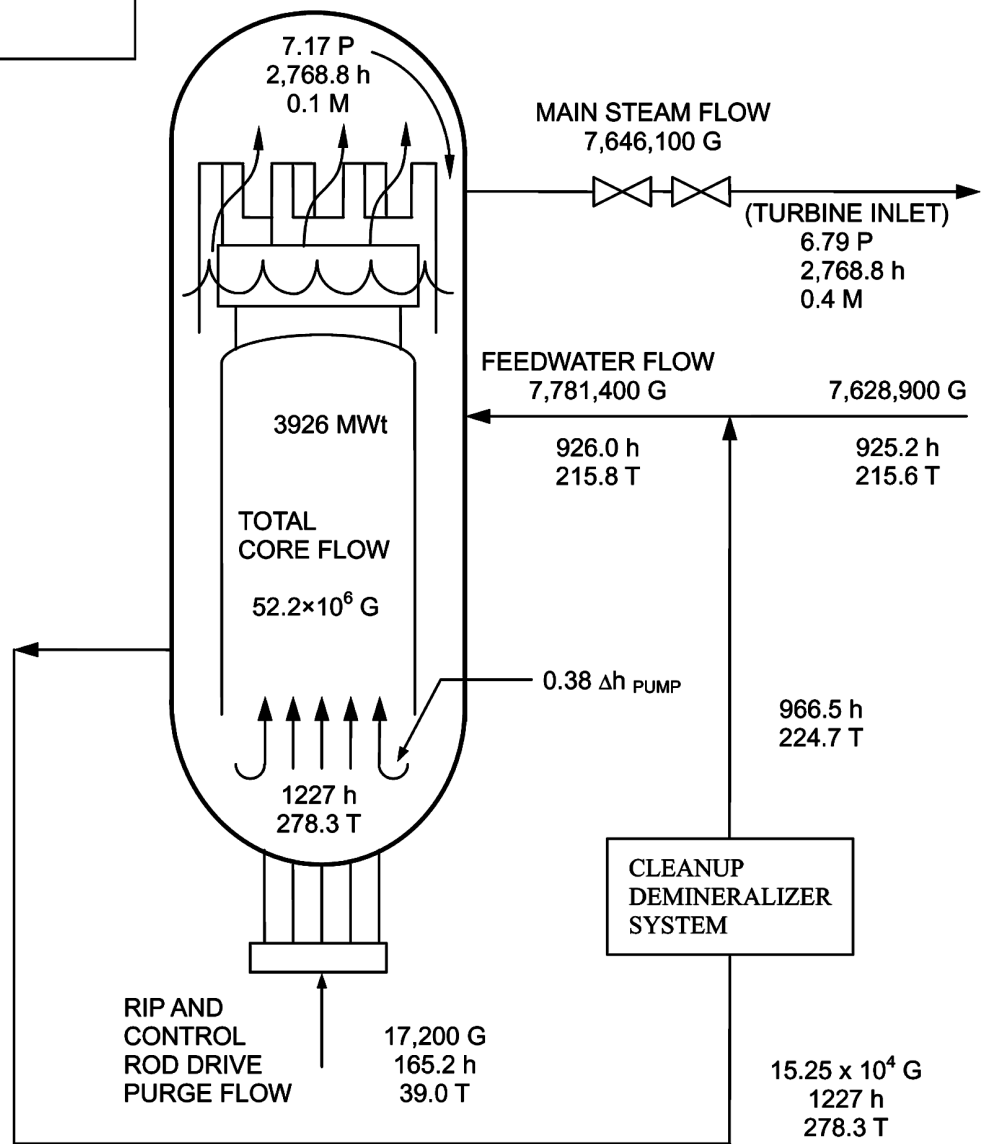 7.17 P
2,768.8 h
0.1 M
MAIN STEAM FLOW
7,646,100 G
(TURBINE INLET)
6.79 P
2,768.8 h
0.4 M
FEEDWATER FLOW
7,781,400 G
7,628,900 G
926.0 h
215.8 T
925.2 h
215.6 T
3926 MWt
TOTAL
CORE FLOW
52.2×10⁶ G
0.38 Δh PUMP
966.5 h
224.7 T
1227 h
278.3 T
CLEANUP
DEMINERALIZER
SYSTEM
RIP AND
CONTROL
ROD DRIVE
PURGE FLOW
17,200 G
165.2 h
39.0 T
15.25 x 10⁴ G
1227 h
278.3 T